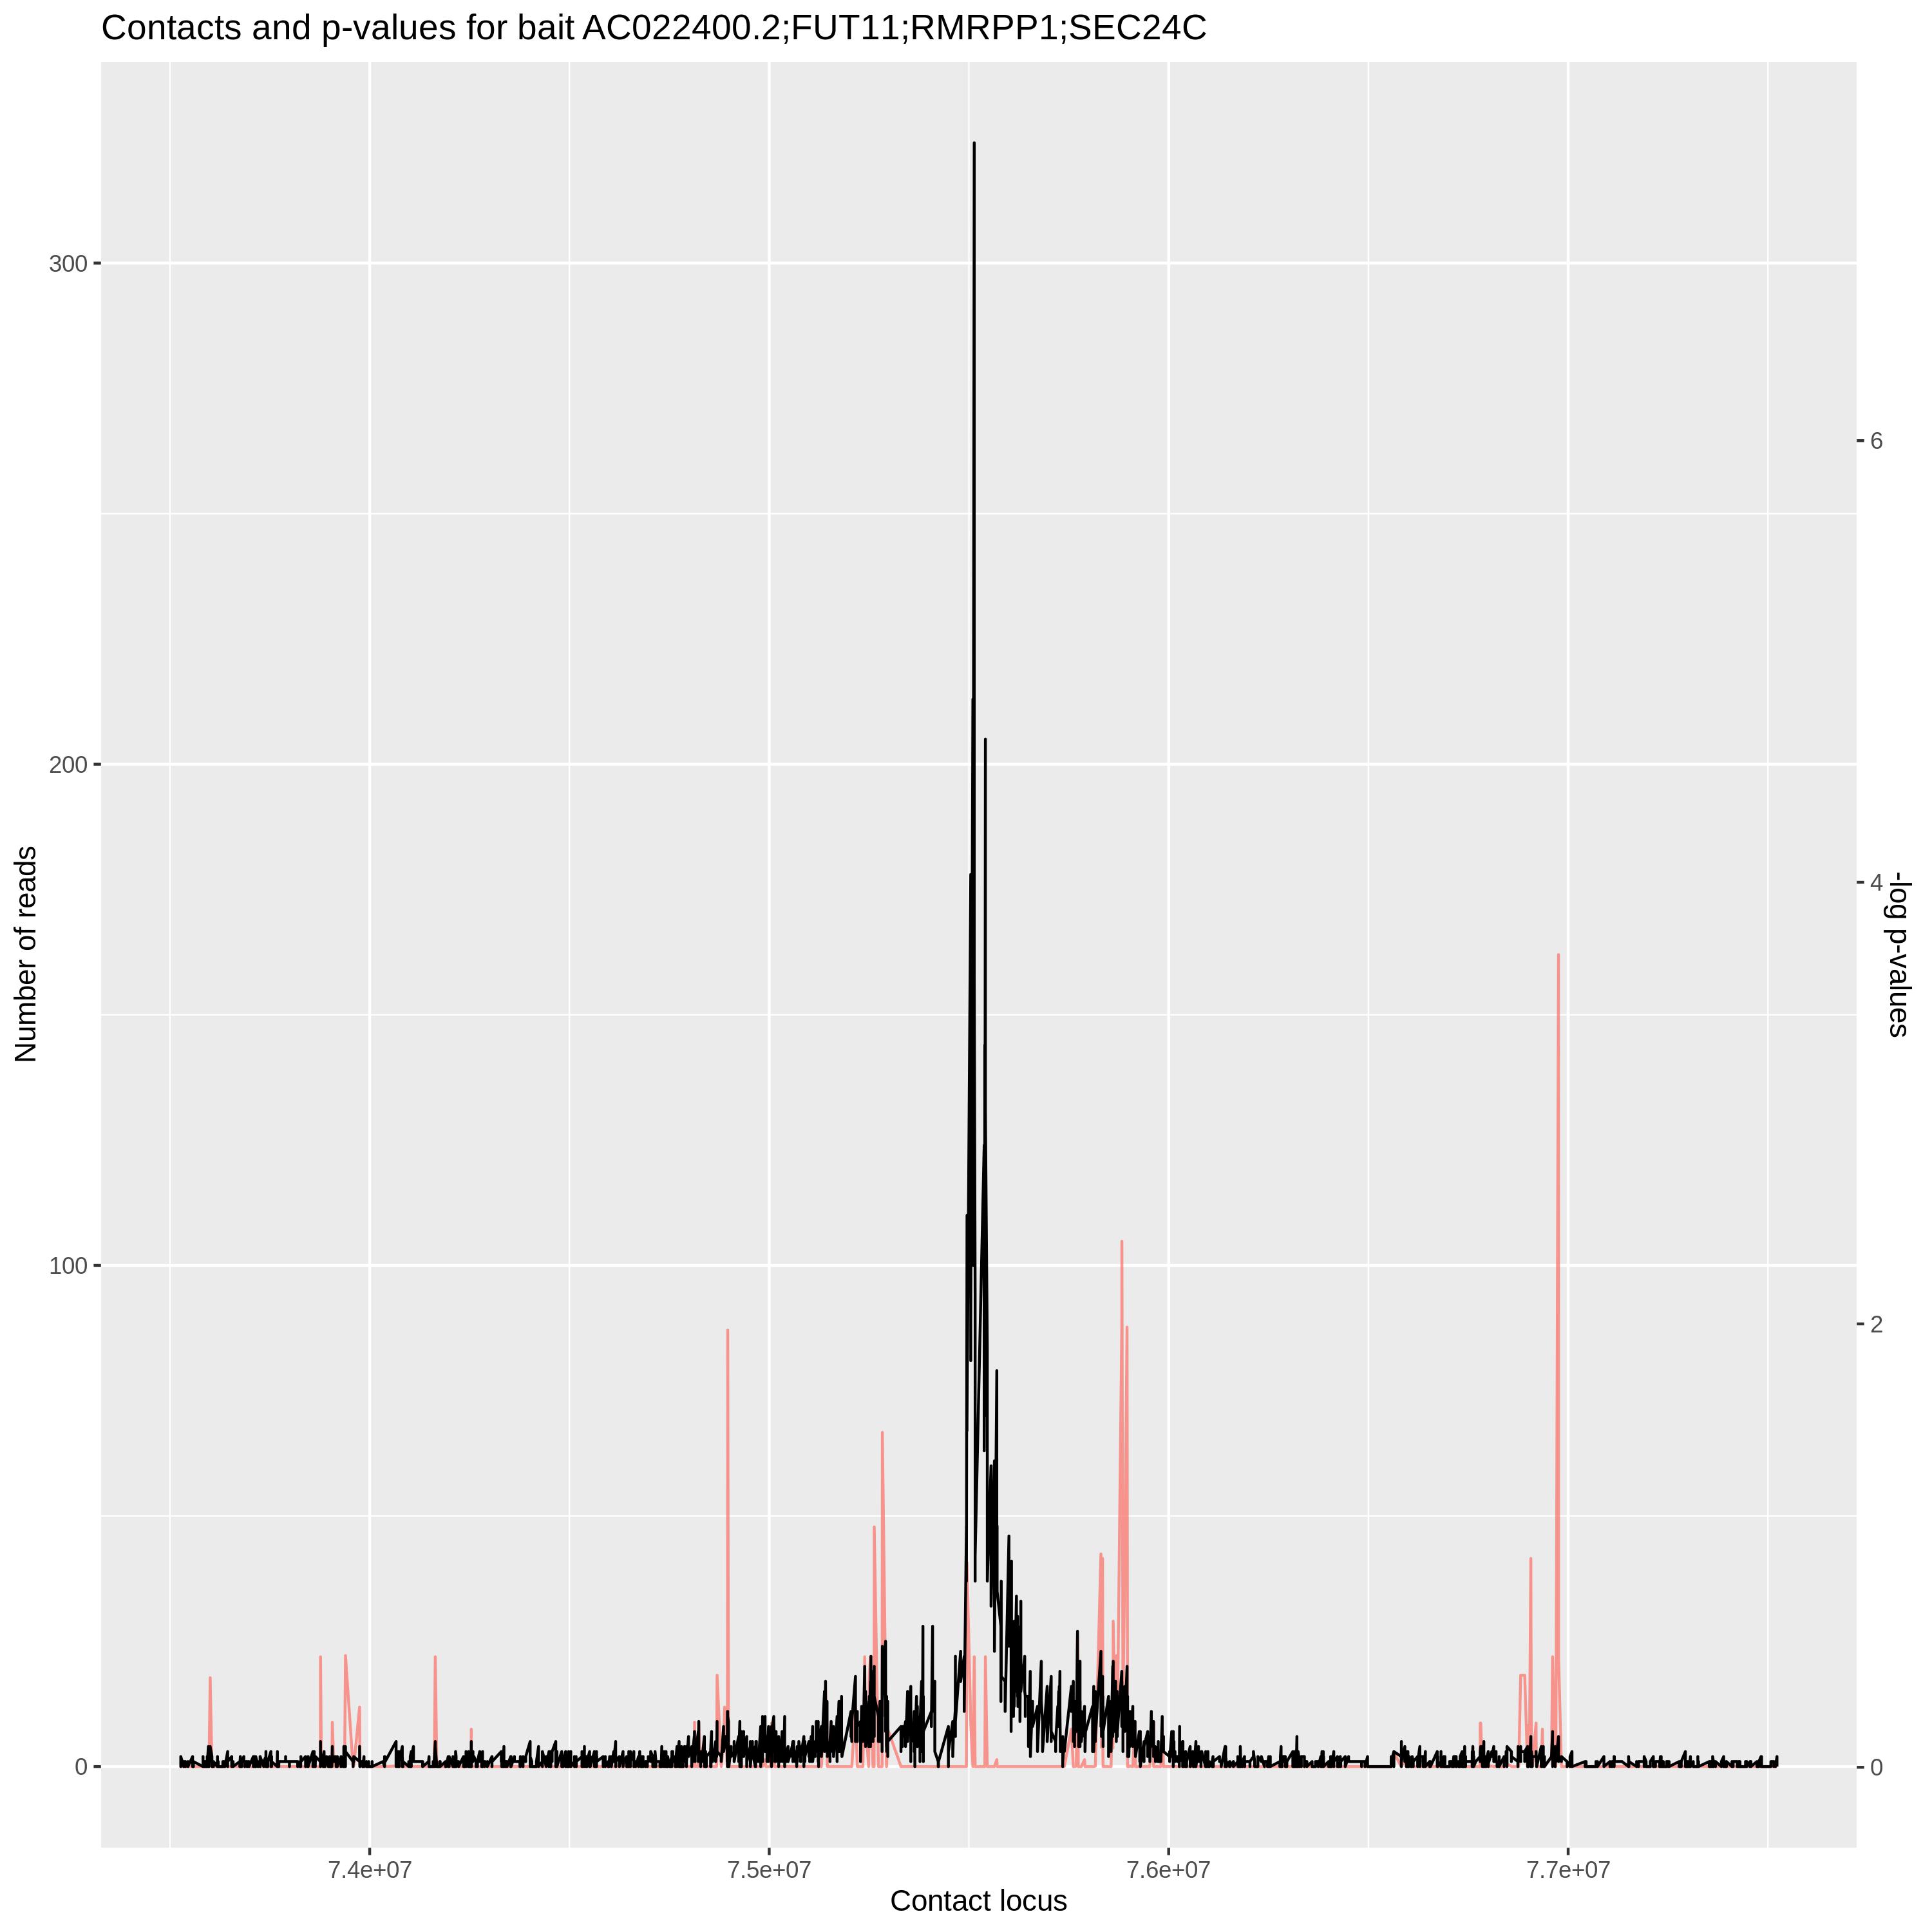 Contacts and p-values for bait AC022400.2;FUT11;RMRPP1;SEC24C
300
200
100
0
Number of reads
6
4
2
0
-log p-values
7.4e+07
7.5e+07
7.6e+07
7.7e+07
Contact locus